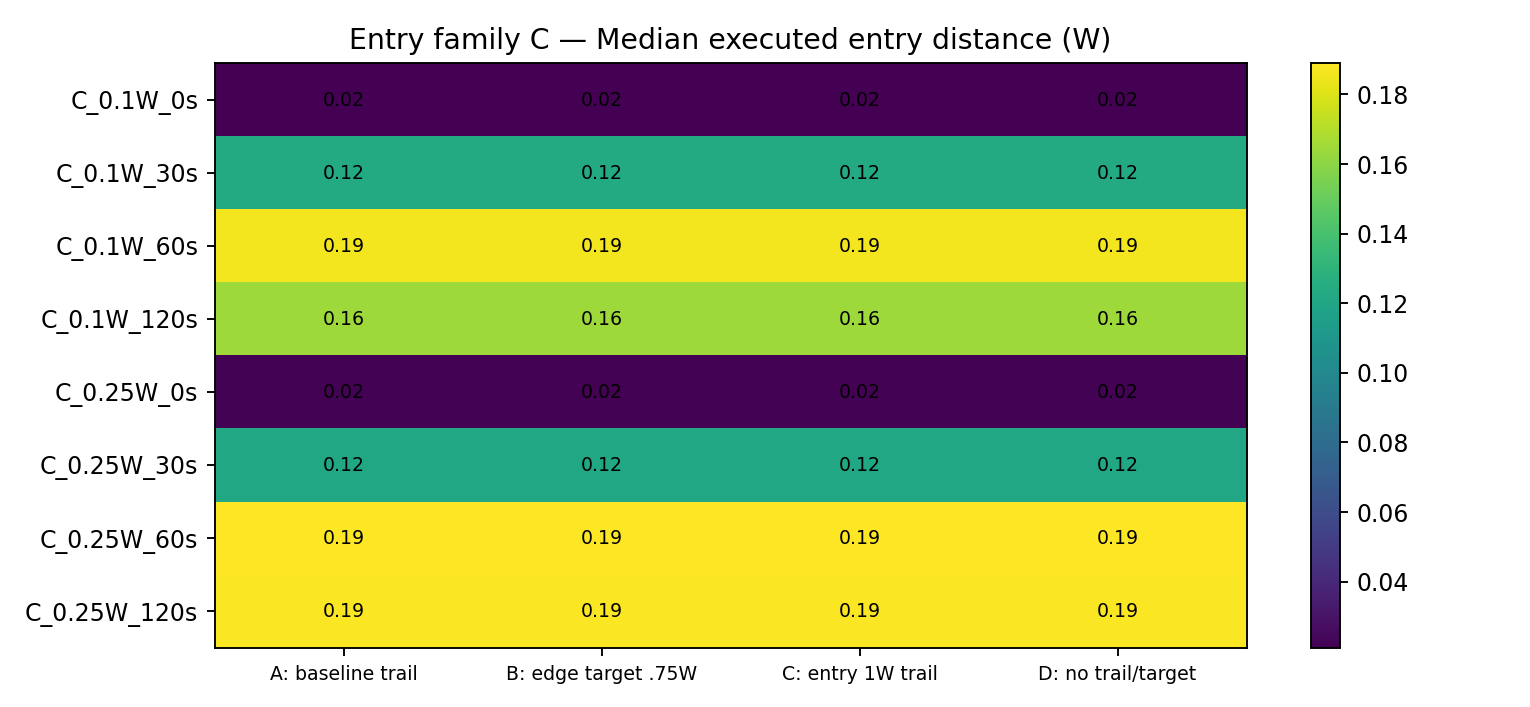 Entry family C — Median executed entry distance (W)
C_0.1W_0s 0.02 0.02 0.02 0.02
C_0.1W_30s 0.12 0.12 0.12 0.12
C_0.1W_60s 0.19 0.19 0.19 0.19
C_0.1W_120s 0.16 0.16 0.16 0.16
C_0.25W_0s 0.02 0.02 0.02 0.02
C_0.25W_30s 0.12 0.12 0.12 0.12
C_0.25W_60s 0.19 0.19 0.19 0.19
C_0.25W_120s 0.19 0.19 0.19 0.19
A: baseline trail B: edge target .75W C: entry 1W trail D: no trail/target
0.18
0.16
0.14
0.12
0.10
0.08
0.06
0.04